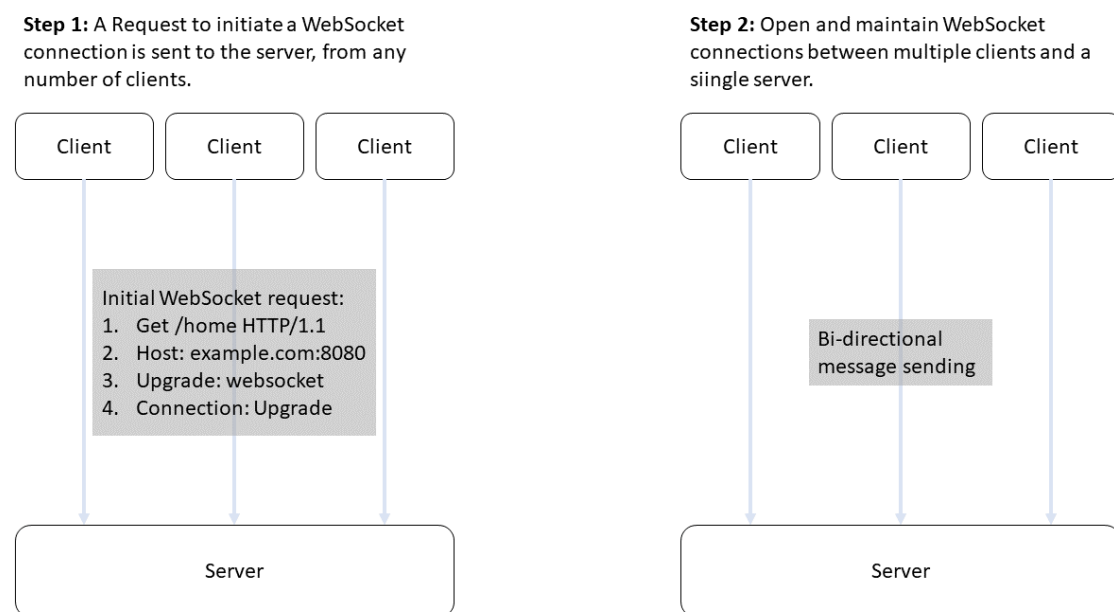 Step 1: A Request to initiate a WebSocket
connection is sent to the server, from any
number of clients.
Client
Client
Client
Initial WebSocket request:
1. Get /home HTTP/1.1
2. Host: example.com:8080
3. Upgrade: websocket
4. Connection: Upgrade
Server
Step 2: Open and maintain WebSocket
connections between multiple clients and a
siingle server.
Client
Client
Client
Bi-directional
message sending
Server